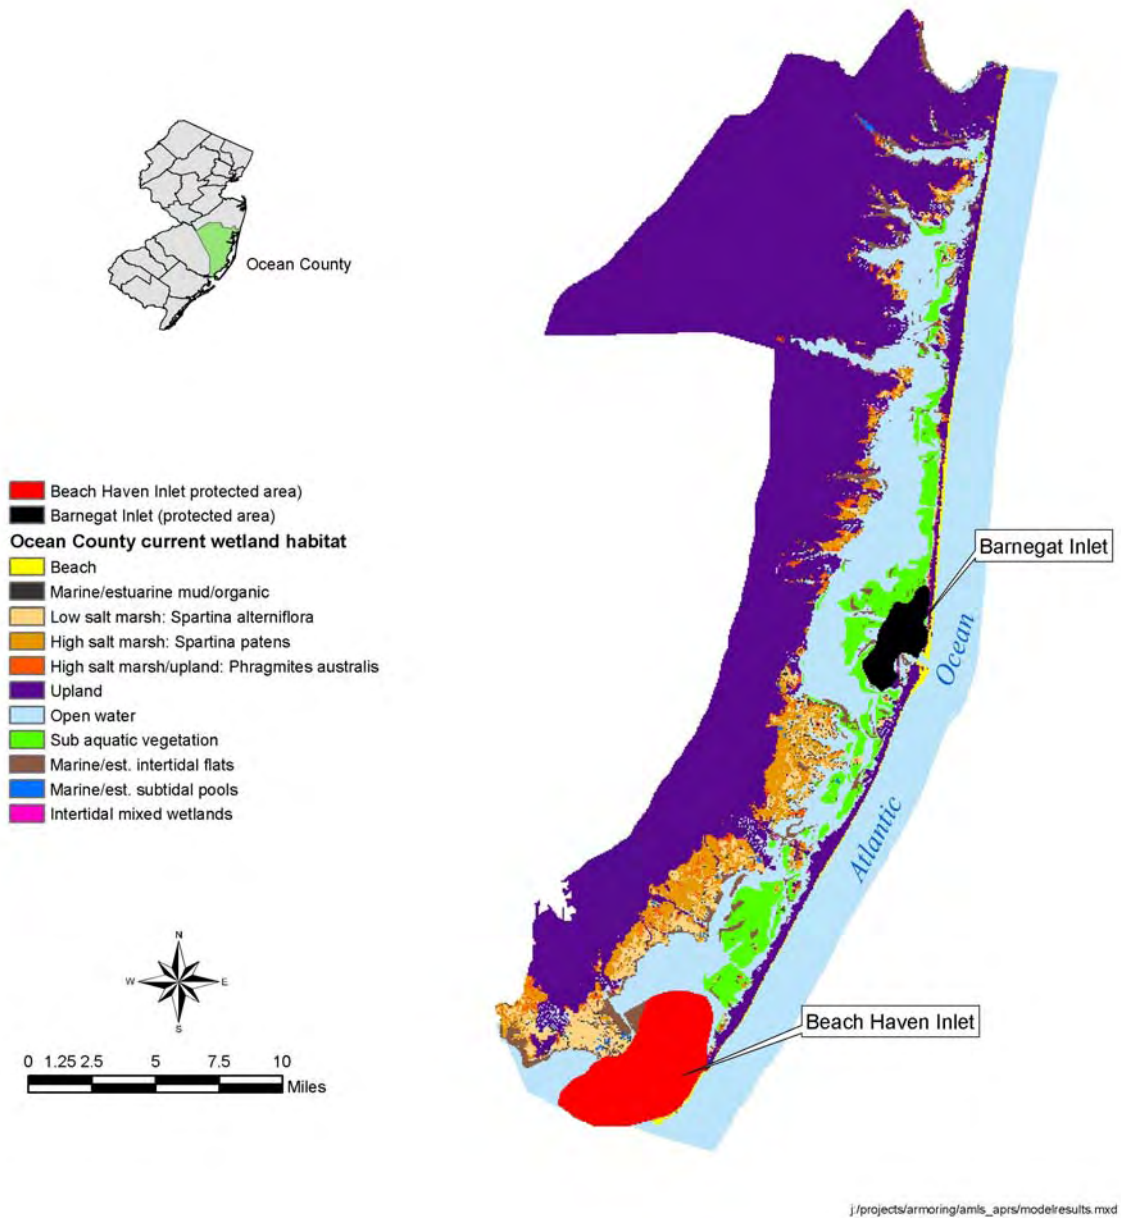 Ocean County
Beach Haven Inlet protected area)
Barnegat Inlet (protected area)
Ocean County current wetland habitat
Beach
Marine/estuarine mud/organic
Low salt marsh: Spartina alterniflora
High salt marsh: Spartina patens
High salt marsh/upland: Phragmites australis
Upland
Open water
Sub aquatic vegetation
Marine/est. intertidal flats
Marine/est. subtidal pools
Intertidal mixed wetlands
Barnegat Inlet
Ocean
Atlantic
Beach Haven Inlet
N
W E
S
0 1.25 2.5 5 7.5 10
Miles
j:/projects/armoring/amls_aprs/modelresults.mxd